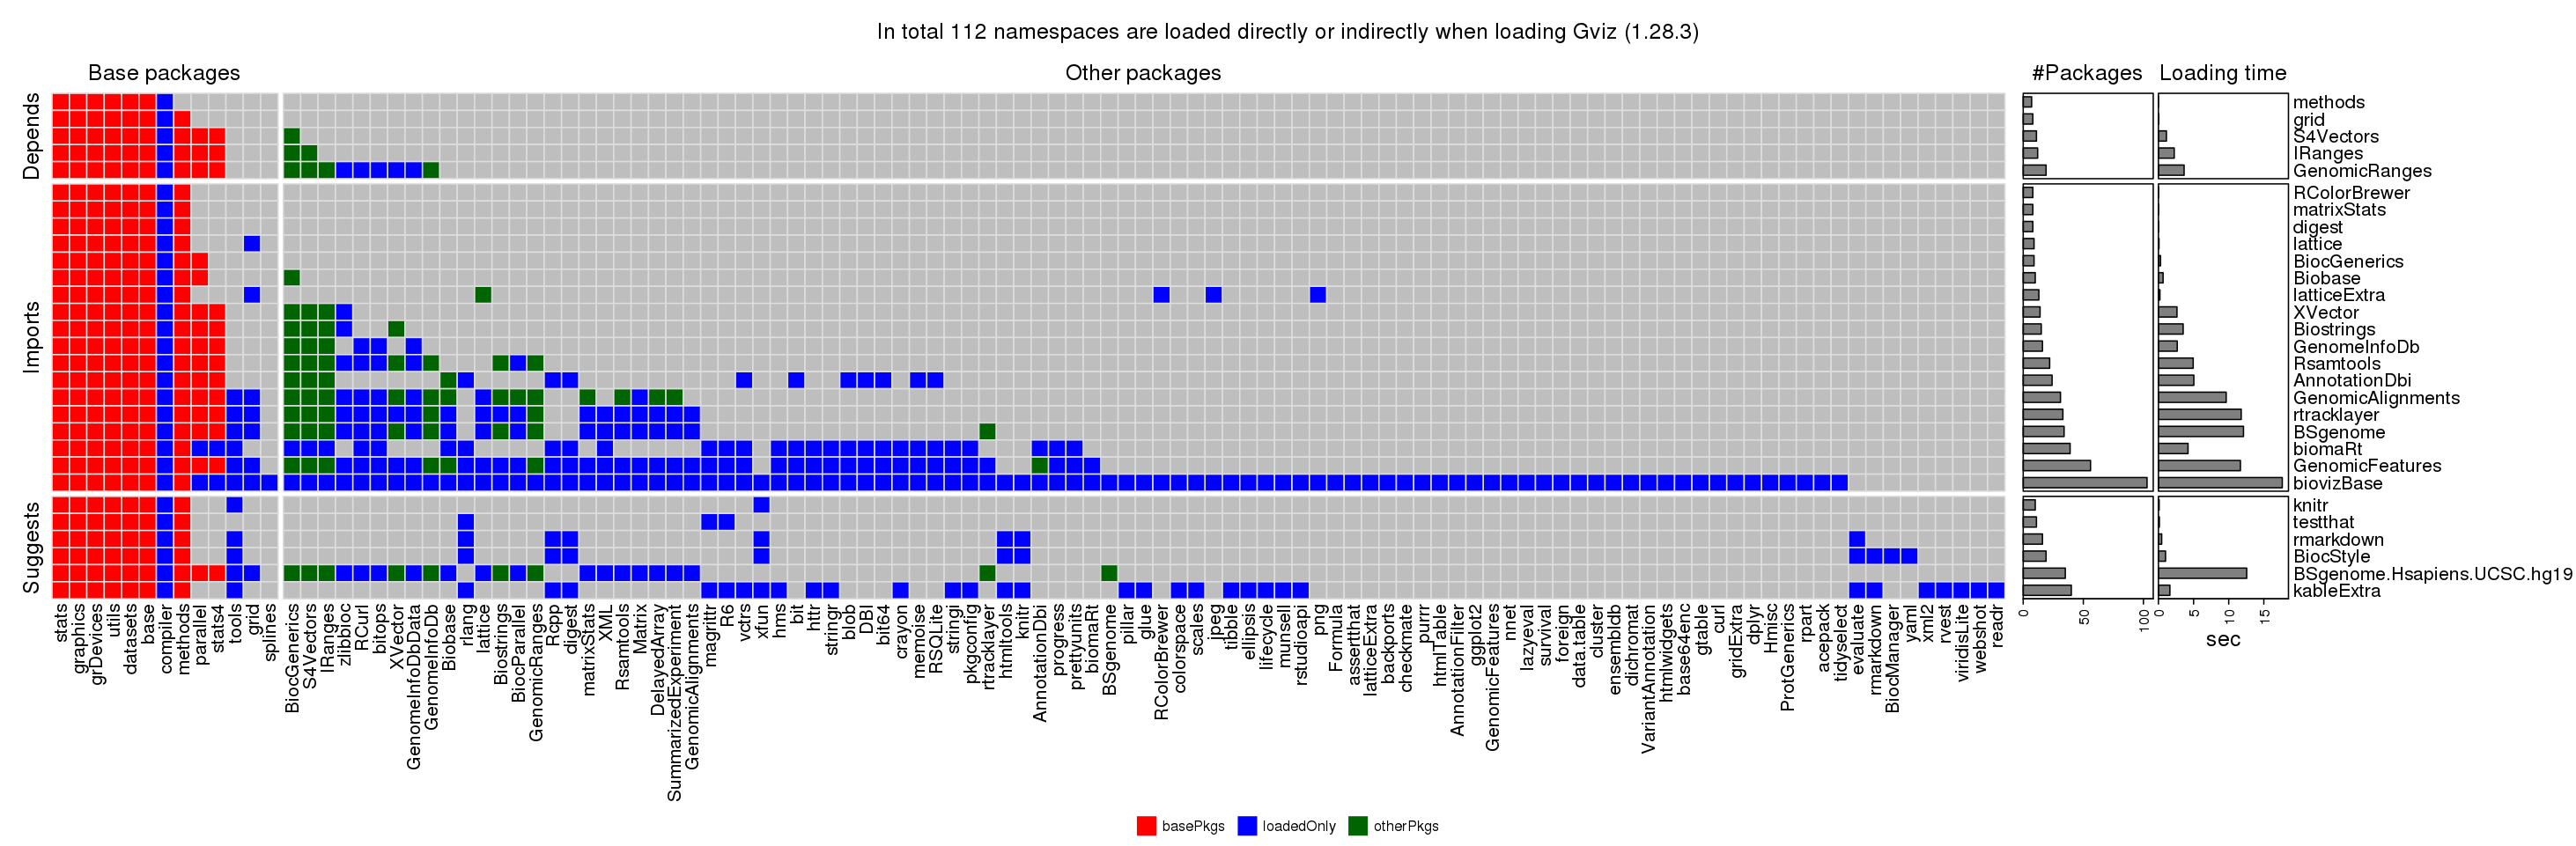 In total 112 namespaces are loaded directly or indirectly when loading Gviz (1.28.3)
Base packages
Other packages
#Packages
Loading time
Depends
methods
grid
S4Vectors
IRanges
GenomicRanges
Imports
RColorBrewer
matrixStats
digest
lattice
BiocGenerics
Biobase
latticeExtra
XVector
Biostrings
GenomeInfoDb
Rsamtools
AnnotationDbi
GenomicAlignments
rtracklayer
BSgenome
biomaRt
GenomicFeatures
biovizBase
Suggests
knitr
testthat
rmarkdown
BiocStyle
BSgenome.Hsapiens.UCSC.hg19
kableExtra
stats
graphics
grDevices
utils
datasets
base
compiler
methods
parallel
stats4
tools
grid
splines
BiocGenerics
S4Vectors
IRanges
zlibbioc
RCurl
bitops
XVector
GenomeInfoDbData
GenomeInfoDb
Biobase
rlang
lattice
Biostrings
BiocParallel
GenomicRanges
Rcpp
digest
matrixStats
XML
Rsamtools
Matrix
DelayedArray
SummarizedExperiment
GenomicAlignments
magrittr
R6
vctrs
xfun
hms
bit
httr
stringr
blob
DBI
bit64
crayon
memoise
RSQLite
stringi
pkgconfig
rtracklayer
htmltools
knitr
AnnotationDbi
progress
prettyunits
biomaRt
BSgenome
pillar
glue
RColorBrewer
colorspace
scales
jpeg
tibble
ellipsis
lifecycle
munsell
rstudioapi
png
Formula
assertthat
latticeExtra
backports
checkmate
purrr
htmlTable
AnnotationFilter
ggplot2
GenomicFeatures
nnet
lazyeval
survival
foreign
data.table
cluster
ensembldb
dichromat
VariantAnnotation
htmlwidgets
base64enc
gtable
curl
gridExtra
dplyr
Hmisc
ProtGenerics
rpart
acepack
tidyselect
evaluate
rmarkdown
BiocManager
yaml
xml2
rvest
viridisLite
webshot
readr
0
50
100
0
5
10
15
sec
basePkgs
loadedOnly
otherPkgs